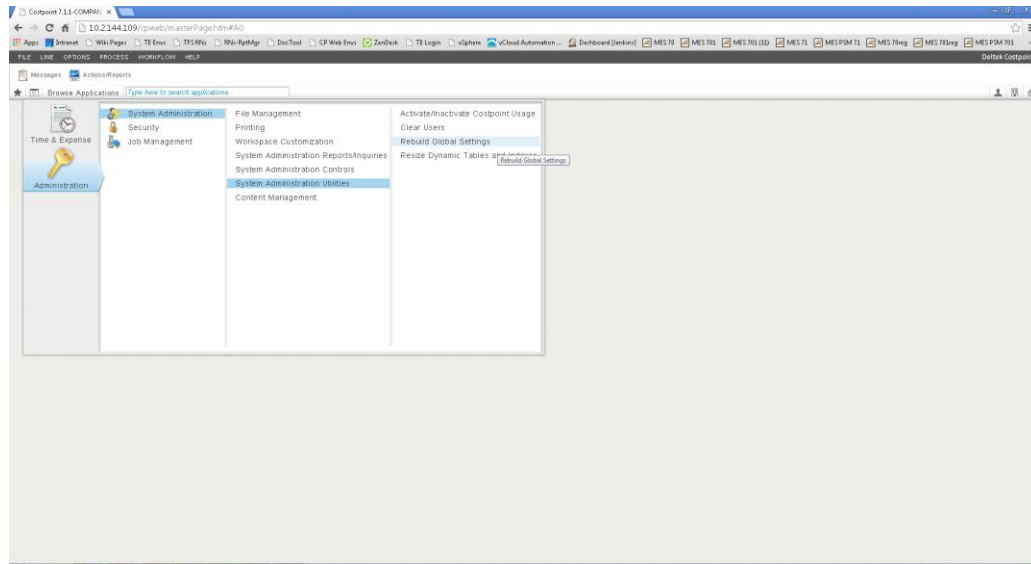 Costpoint 7.1.1-COMPAN
10.2.144.109/cpweb/masterPage.htm#A0
Apps Intranet Wiki Pages TE Envs TFS RNs RNs-RptMgr DocTool CP Web Envs ZenDesk TE Login vSphere vCloud Automation ... Dashboard [Jenkins] MES 70 MES 701 MES 701 (11) MES 71 MES PSM 71 MES 70reg MES 701reg MES PSM 701
FILE LINE OPTIONS PROCESS WORKFLOW HELP Deltek Costpoin
Messages Actions/Reports
Browse Applications Type here to search applications
Time & Expense
Administration
System Administration
Security
Job Management
File Management
Printing
Workspace Customization
System Administration Reports/Inquiries
System Administration Controls
System Administration Utilities
Content Management
Activate/Inactivate Costpoint Usage
Clear Users
Rebuild Global Settings
Resize Dynamic Tables and
Rebuild Global Settings